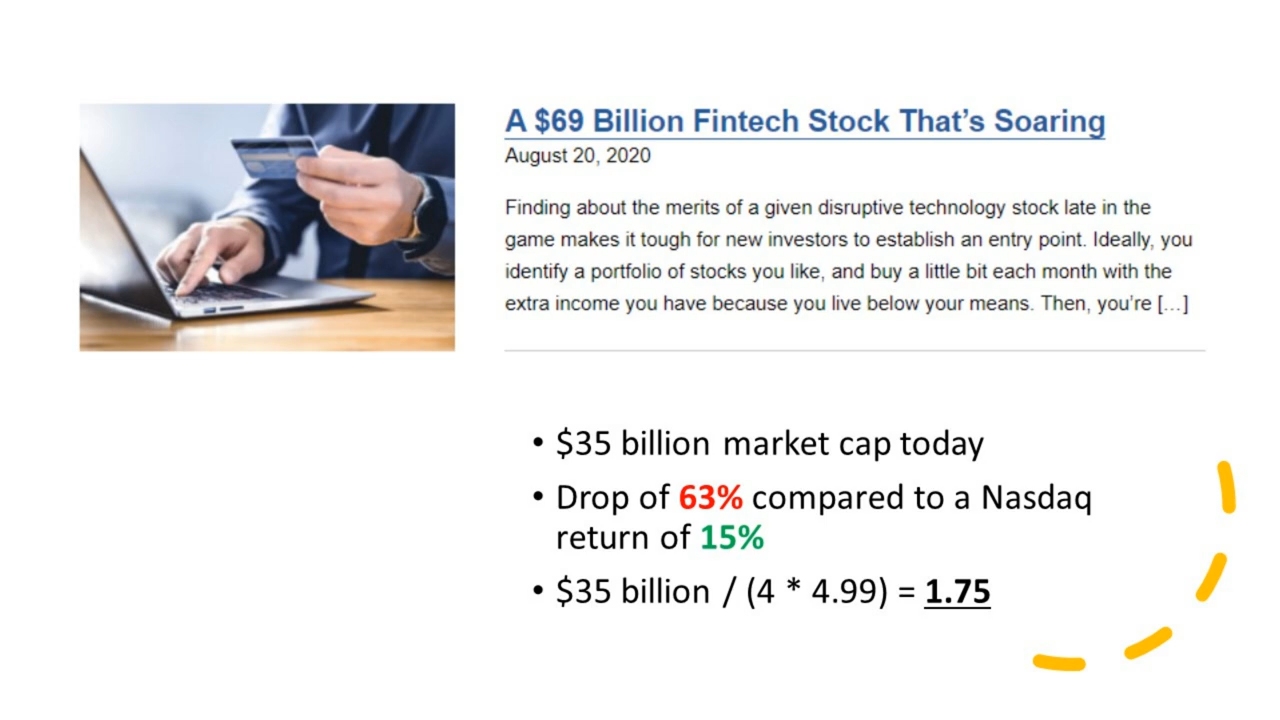 A $69 Billion Fintech Stock That’s Soaring
August 20, 2020
Finding about the merits of a given disruptive technology stock late in the
game makes it tough for new investors to establish an entry point. Ideally, you
identify a portfolio of stocks you like, and buy a little bit each month with the
extra income you have because you live below your means. Then, you’re […]
• $35 billion market cap today
• Drop of 63% compared to a Nasdaq
return of 15%
• $35 billion / (4 * 4.99) = 1.75